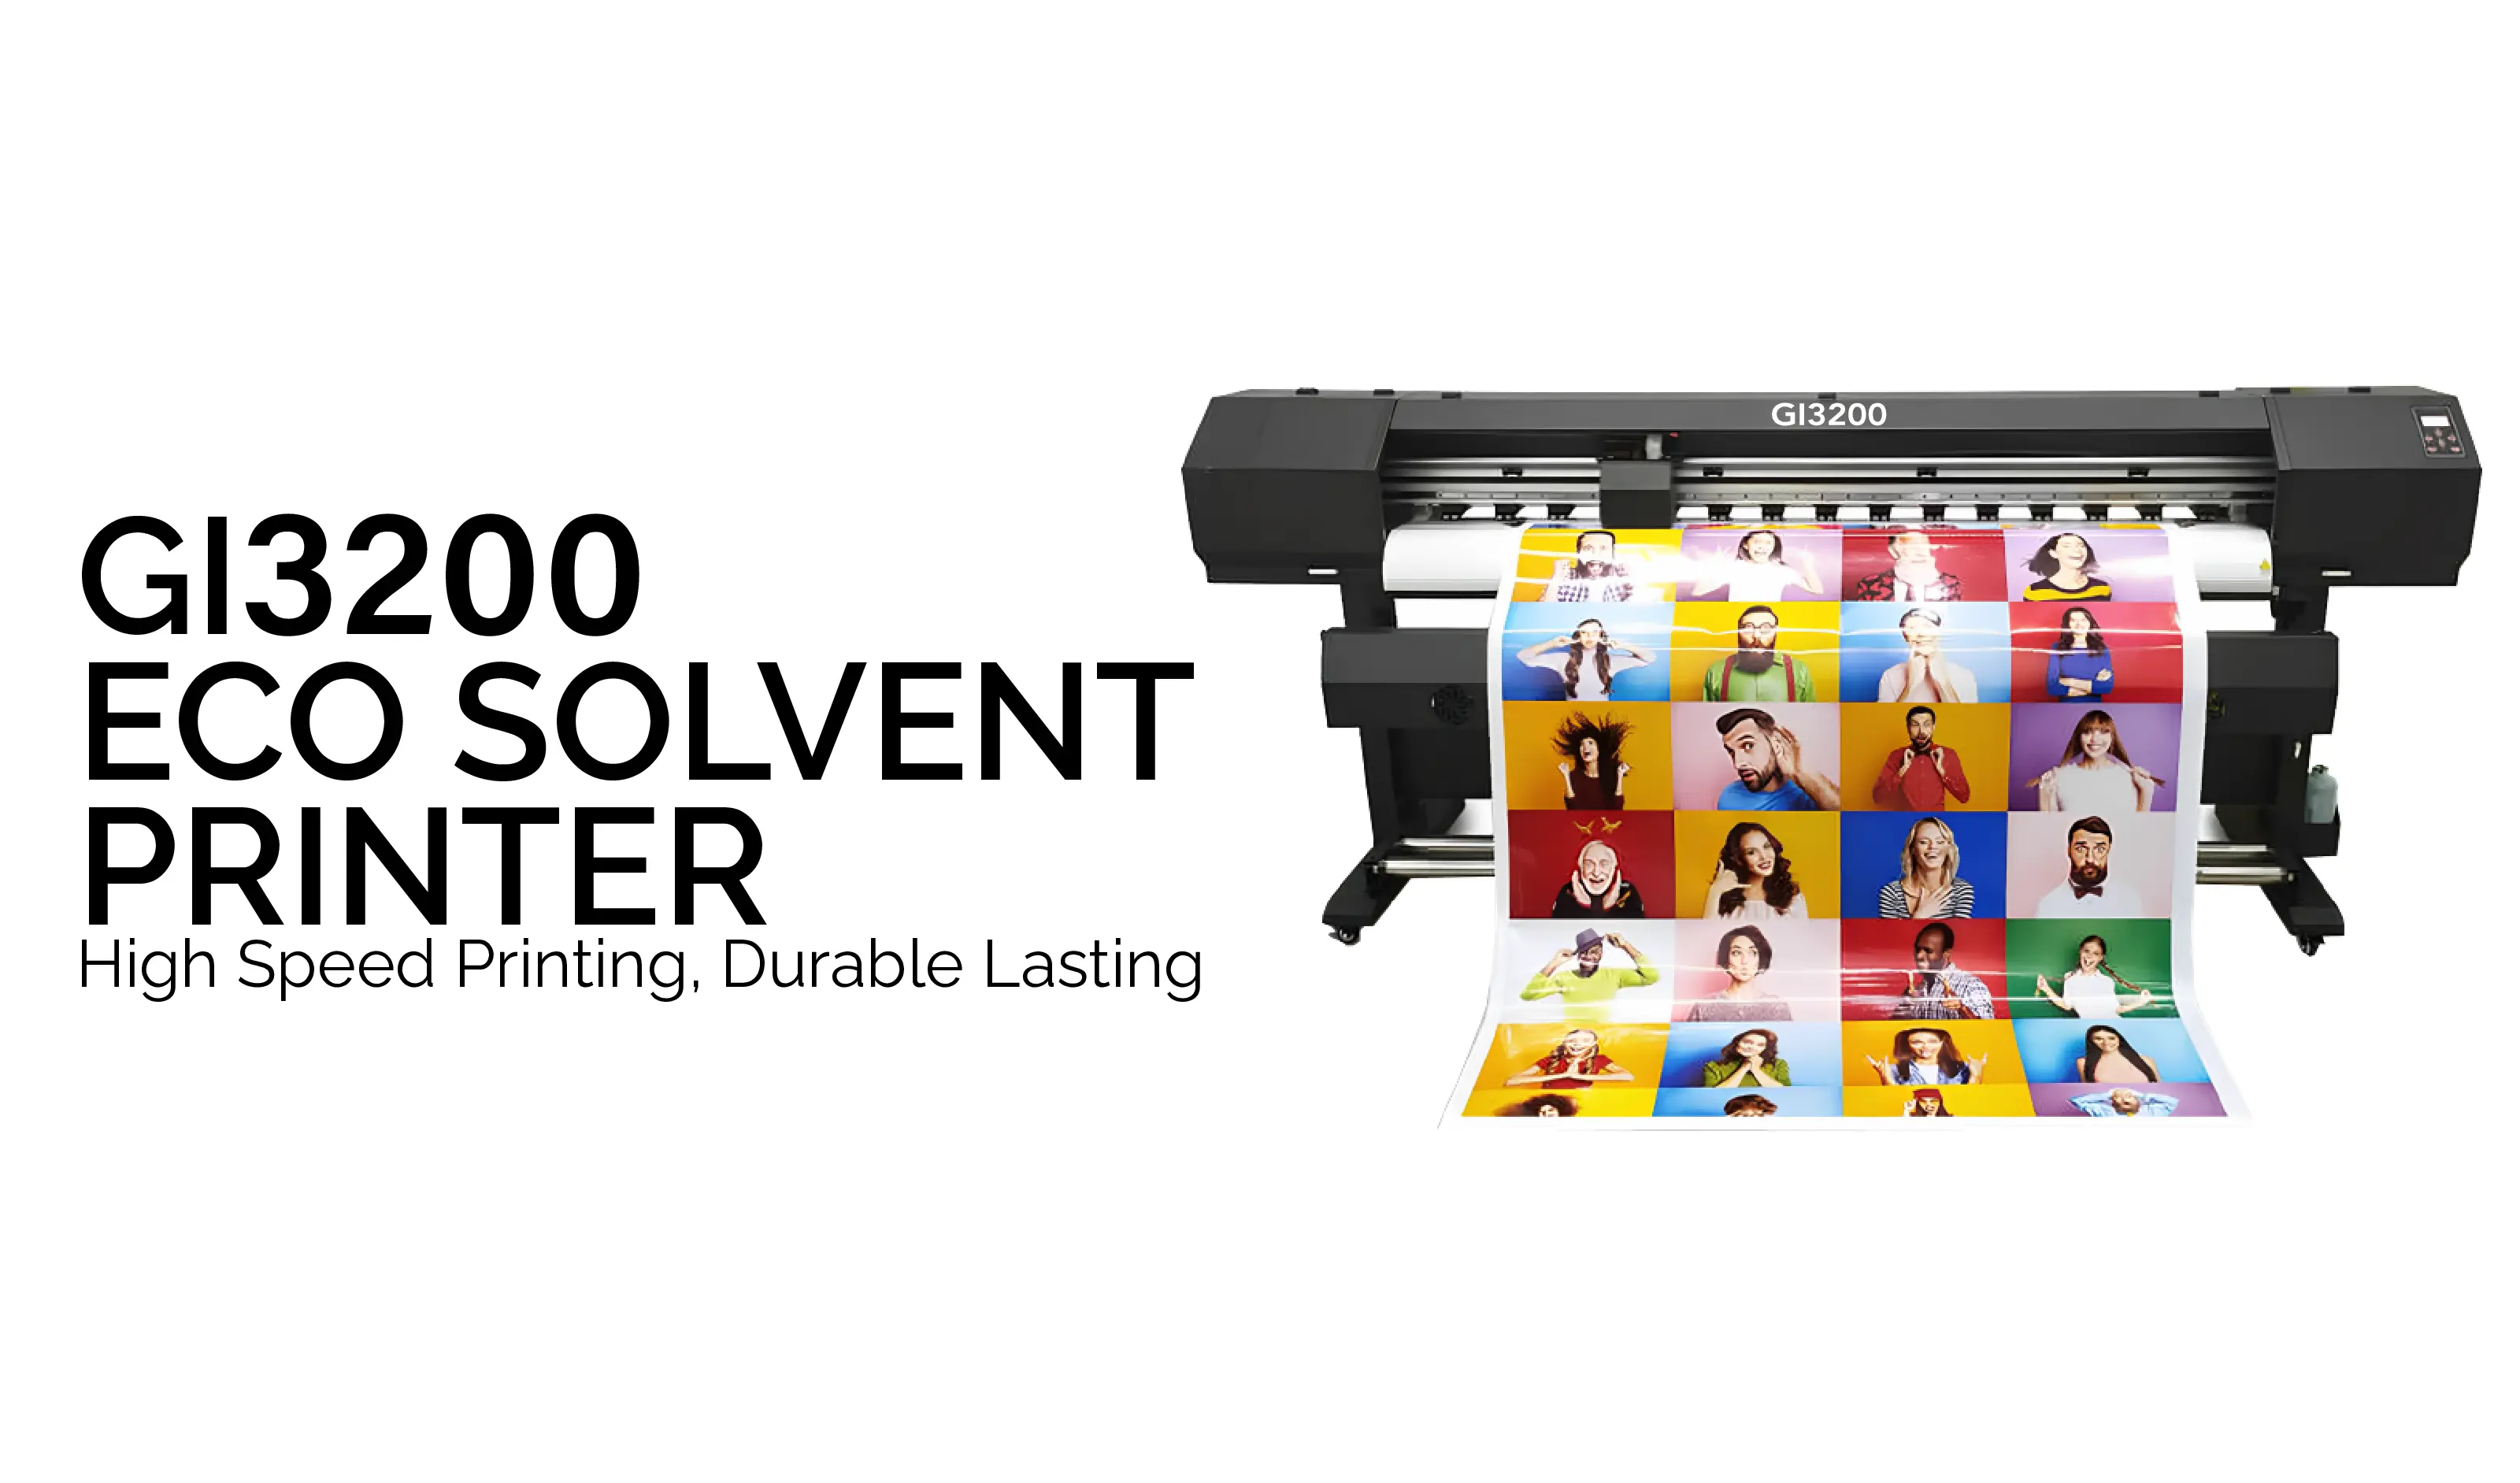 GI3200
GI3200
ECO SOLVENT
PRINTER
High Speed Printing, Durable Lasting